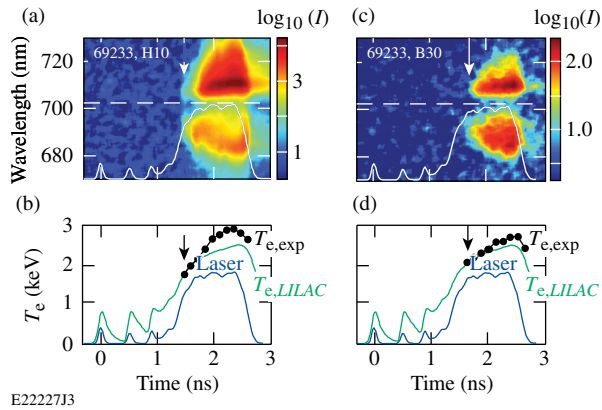 (a)
log10 (I)
(c)
log10 (I)
Wavelength (nm)
720
700
680
69233, H10
3
1
69233, B30
2.0
1.0
(b)
(d)
Te (keV)
3
2
1
0
Te,exp
Laser
Te,LILAC
Te,exp
Laser
Te,LILAC
0 1 2 3
0 1 2 3
Time (ns)
Time (ns)
E22227J3